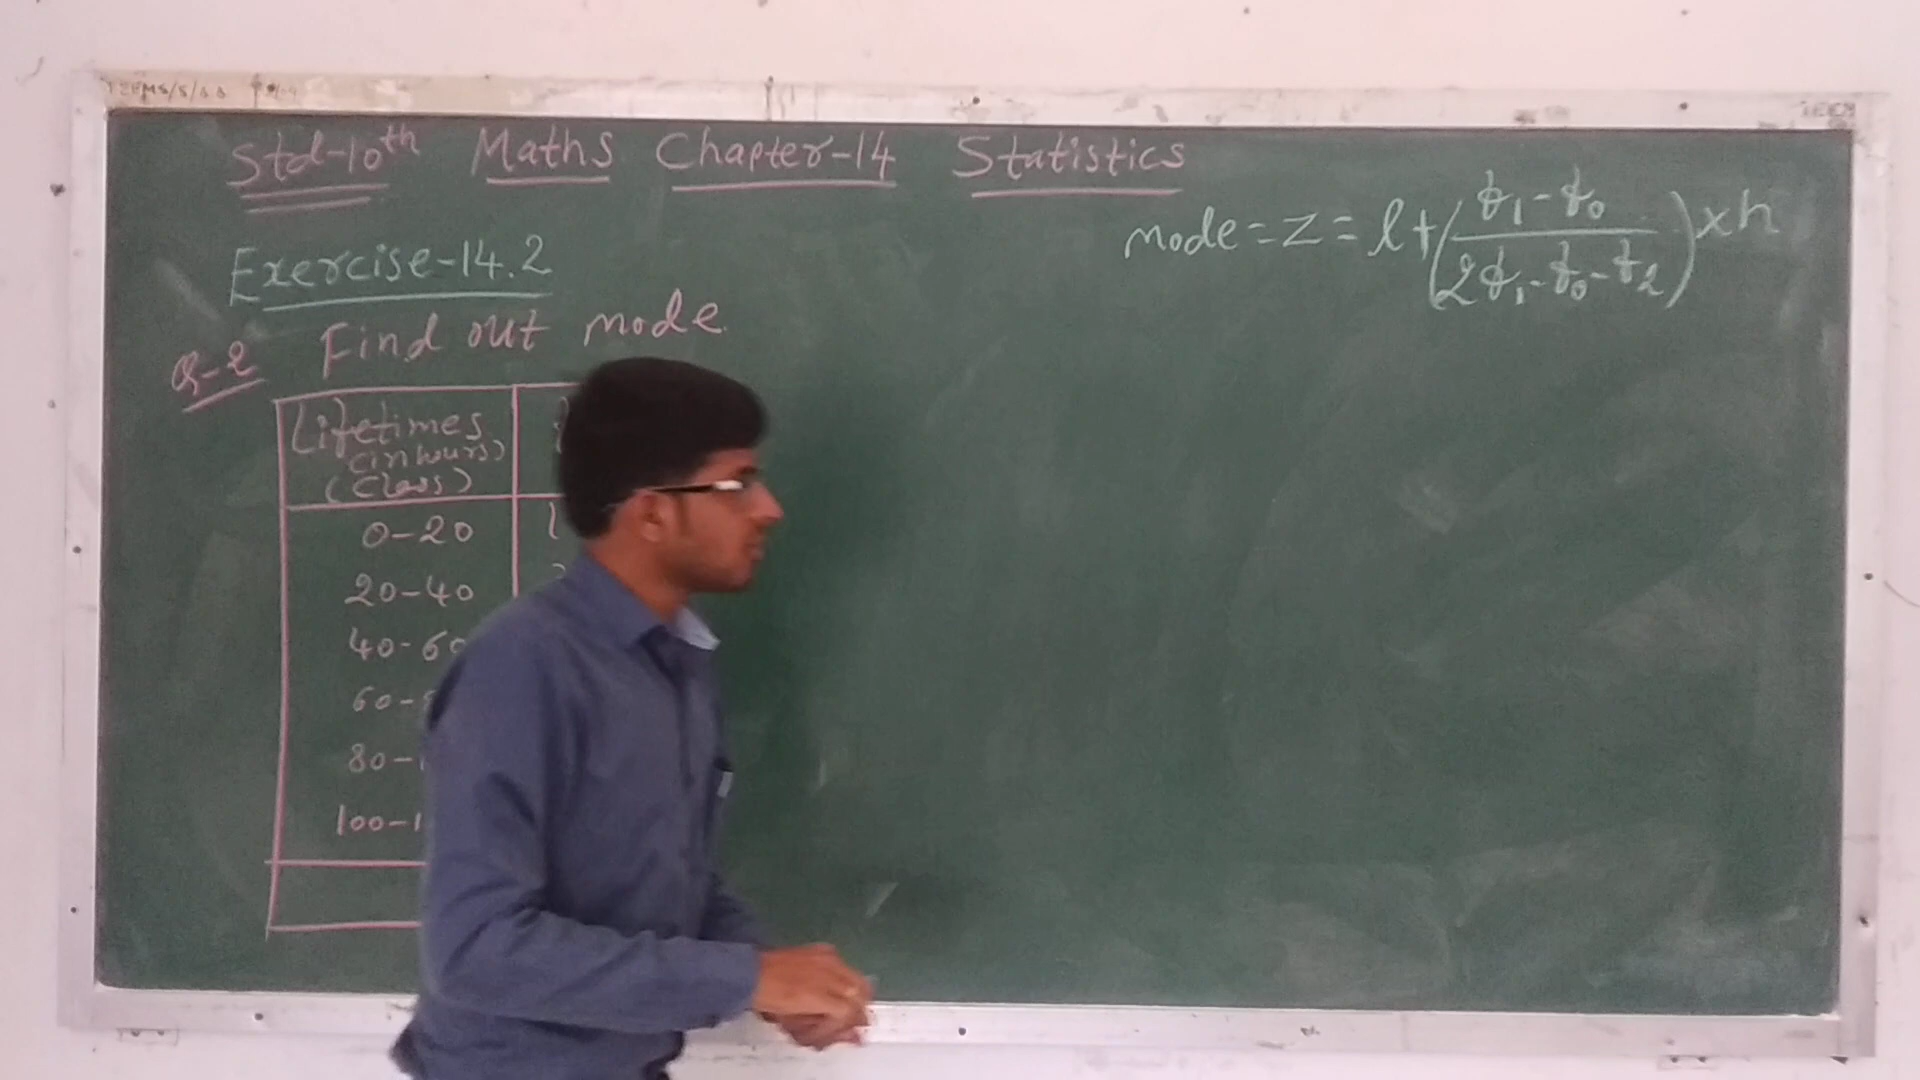 Std-10th Maths Chapter-14 Statistics
mode = Z = l + ( f1 - f0 / 2f1 - f0 - f2 ) x h
Exercise-14.2
Q-2 Find out mode
Lifetimes
(in hours)
(Class)
0-20
20-40
40-60
60-
80-
100-1